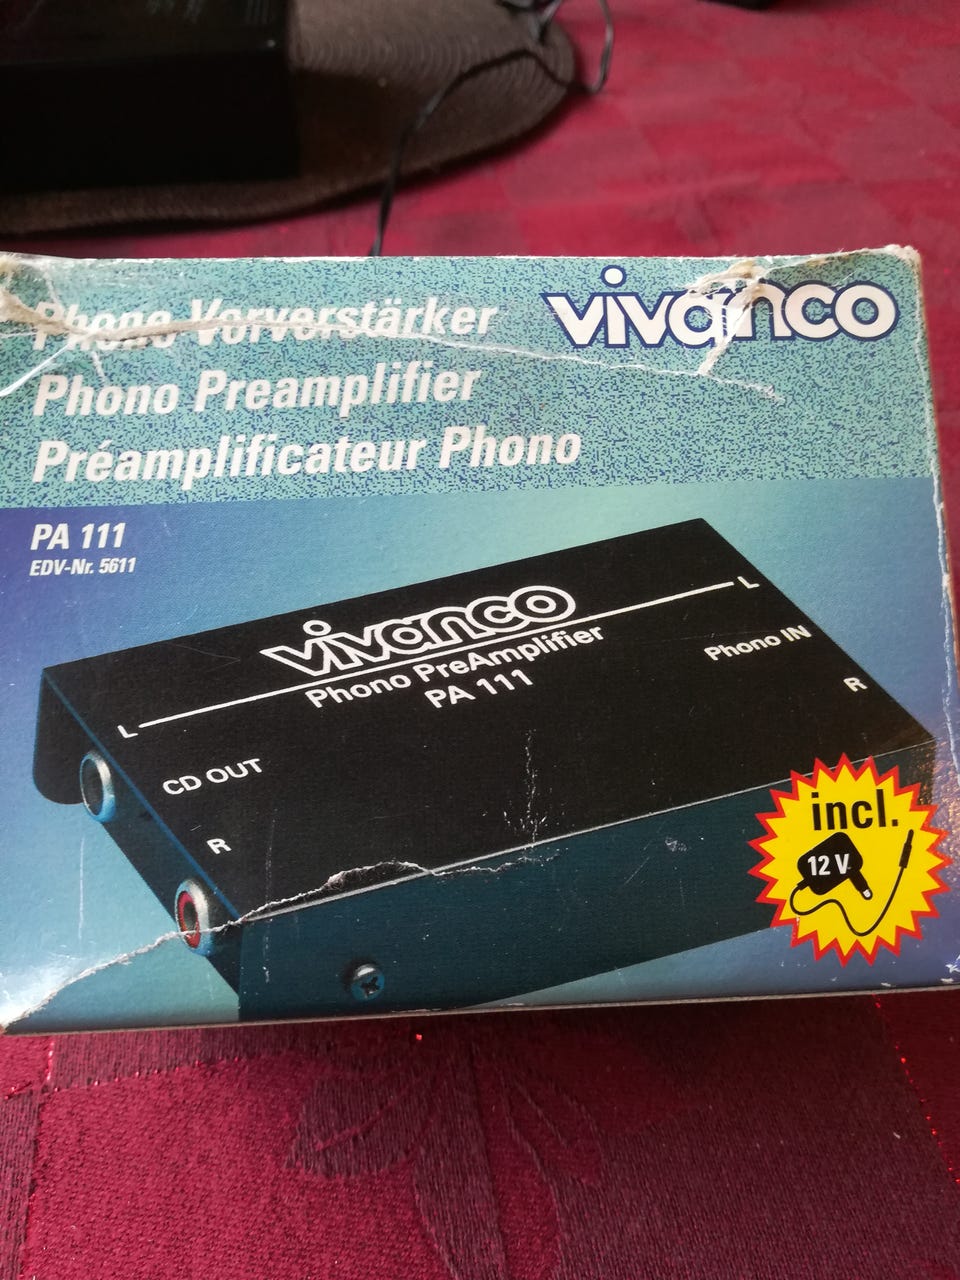 Phono Vorverstärker
vivanco
Phono Preamplifier
Préamplificateur Phono
PA 111
EDV-Nr. 5611
vivanco
Phono PreAmplifier
PA 111
L
L
Phono IN
R
CD OUT
R
incl.
12 V